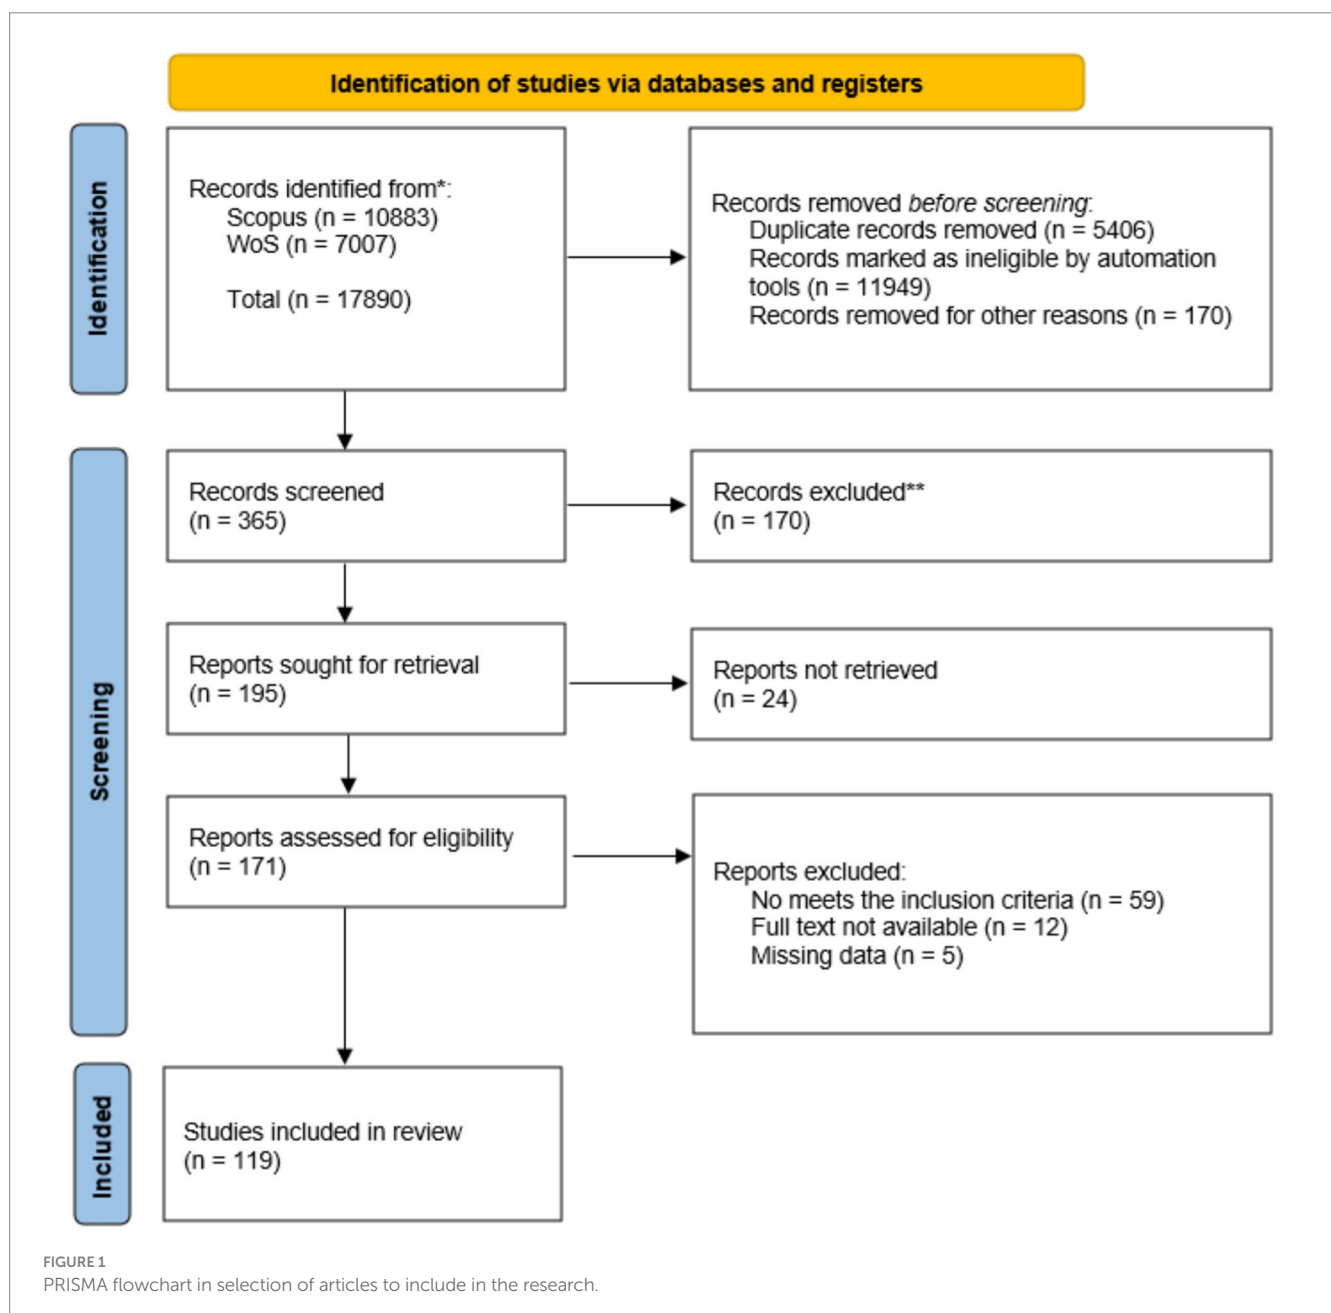 Identification of studies via databases and registers
Identification
Records identified from*:
Scopus (n = 10883)
WoS (n = 7007)
Total (n = 17890)
Records removed before screening:
Duplicate records removed (n = 5406)
Records marked as ineligible by automation
tools (n = 11949)
Records removed for other reasons (n = 170)
Screening
Records screened
(n = 365)
Records excluded**
(n = 170)
Reports sought for retrieval
(n = 195)
Reports not retrieved
(n = 24)
Reports assessed for eligibility
(n = 171)
Reports excluded:
No meets the inclusion criteria (n = 59)
Full text not available (n = 12)
Missing data (n = 5)
Included
Studies included in review
(n = 119)
FIGURE 1
PRISMA flowchart in selection of articles to include in the research.